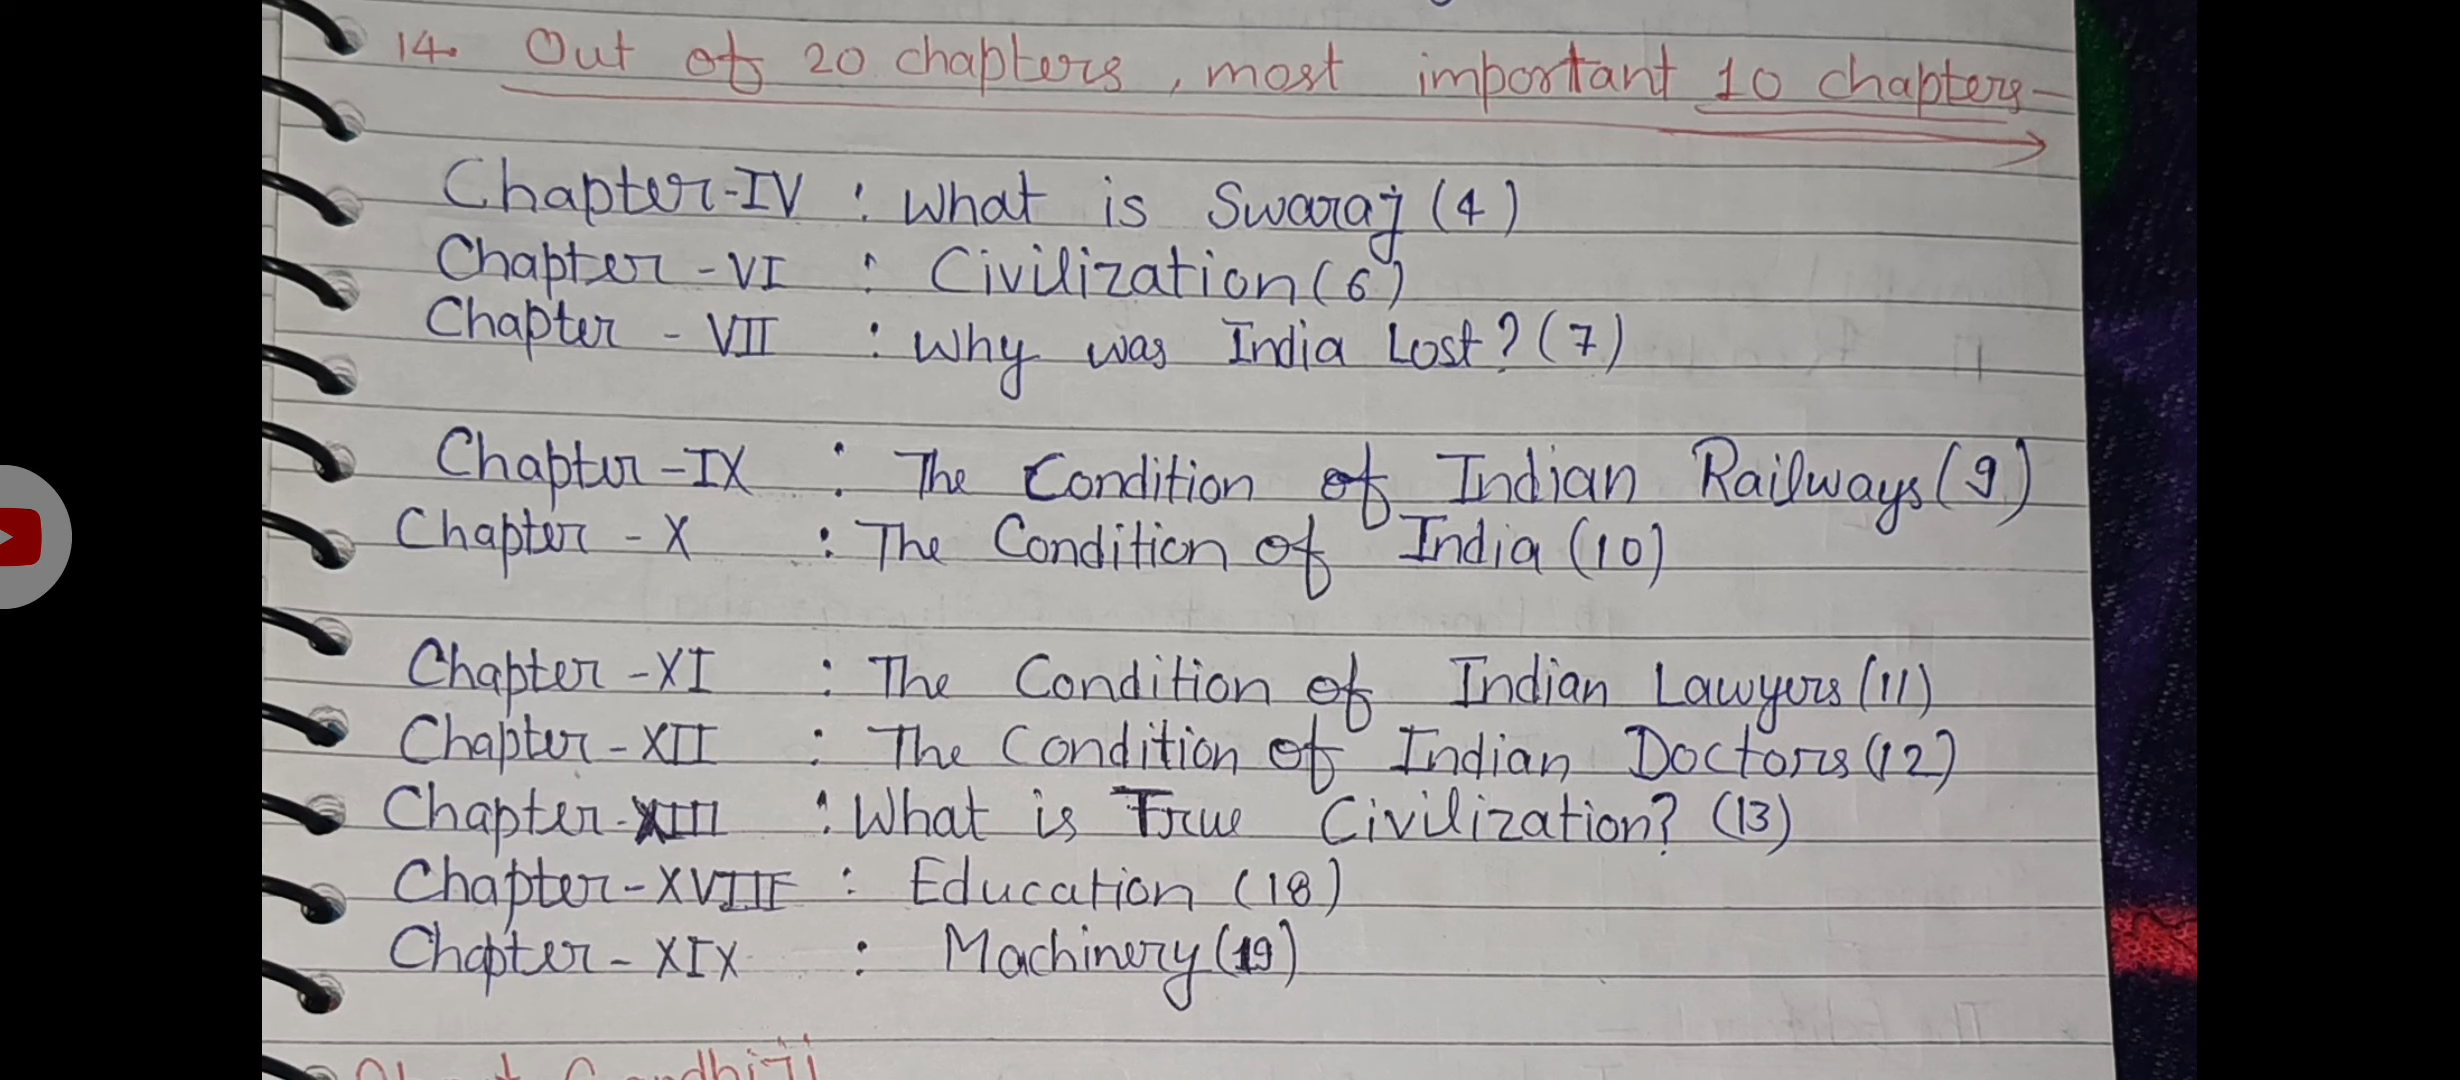 14. Out of 20 chapters, most important 10 chapters-
Chapter-IV : What is Swaraj (4)
Chapter - VI : Civilization (6)
Chapter - VII : Why was India Lost? (7)
Chapter - IX : The Condition of Indian Railways (9)
Chapter - X : The Condition of India (10)
Chapter - XI : The Condition of Indian Lawyers (11)
Chapter - XII : The Condition of Indian Doctors (12)
Chapter - XIII : What is True Civilization? (13)
Chapter - XVIII : Education (18)
Chapter - XIX : Machinery (19)
About Gandhiji